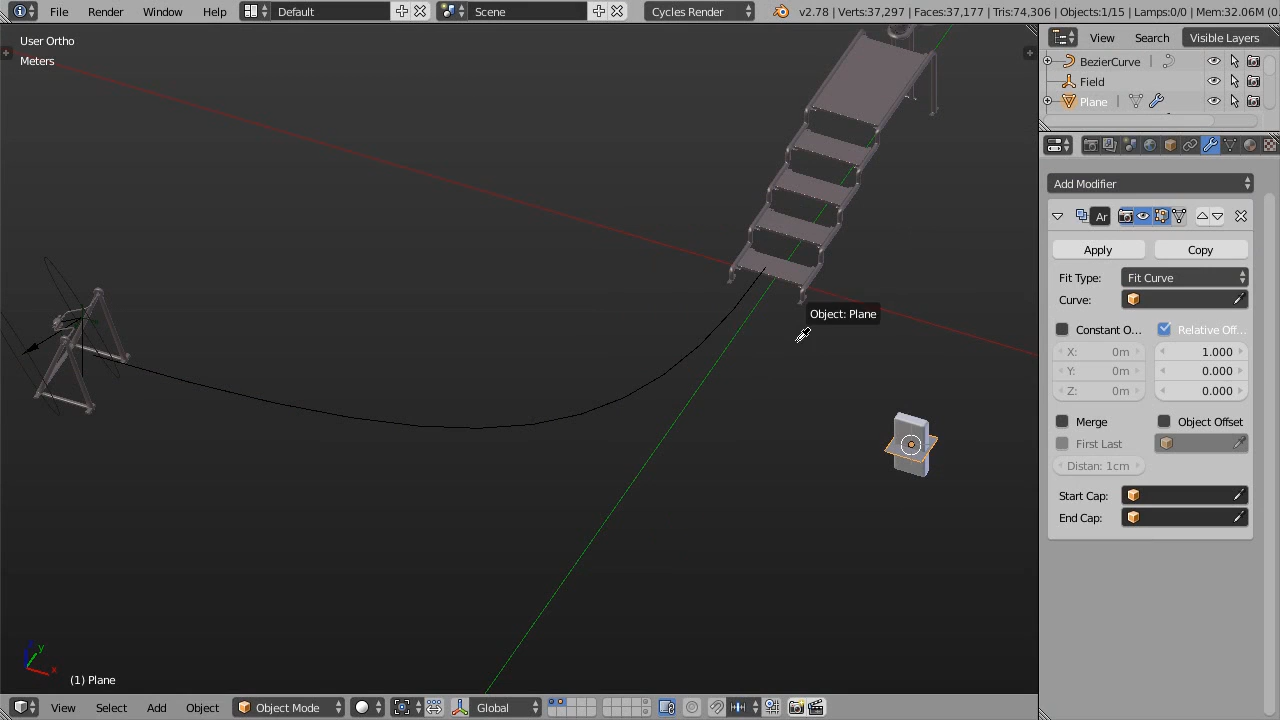 File Render Window Help Default Scene Cycles Render v2.78 | Verts:37,297 | Faces:37,177 | Tris:74,306 | Objects:1/15 | Lamps:0/0 | Mem:32.06M (0
User Ortho
Meters
View Search Visible Layers
BezierCurve
Field
Plane
Add Modifier
Ar
Apply Copy
Fit Type: Fit Curve
Curve:
Object: Plane
Constant O... Relative Off...
X: 0m 1.000
Y: 0m 0.000
Z: 0m 0.000
Merge Object Offset
First Last
Distan: 1cm
Start Cap:
End Cap:
y
x
(1) Plane
View Select Add Object Object Mode Global